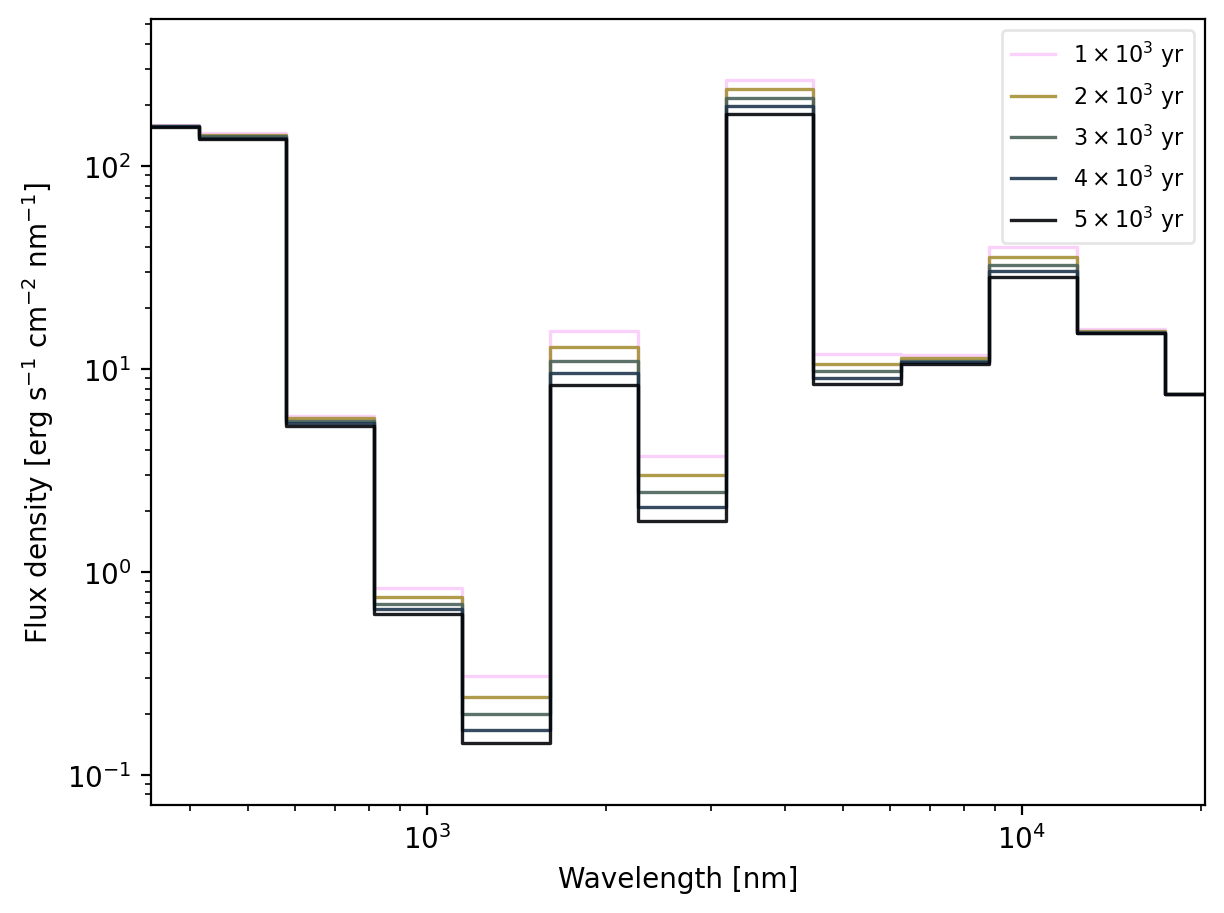 1 × 10³ yr
2 × 10³ yr
3 × 10³ yr
4 × 10³ yr
5 × 10³ yr
Flux density [erg s⁻¹ cm⁻² nm⁻¹]
10²
10¹
10⁰
10⁻¹
10³
10⁴
Wavelength [nm]